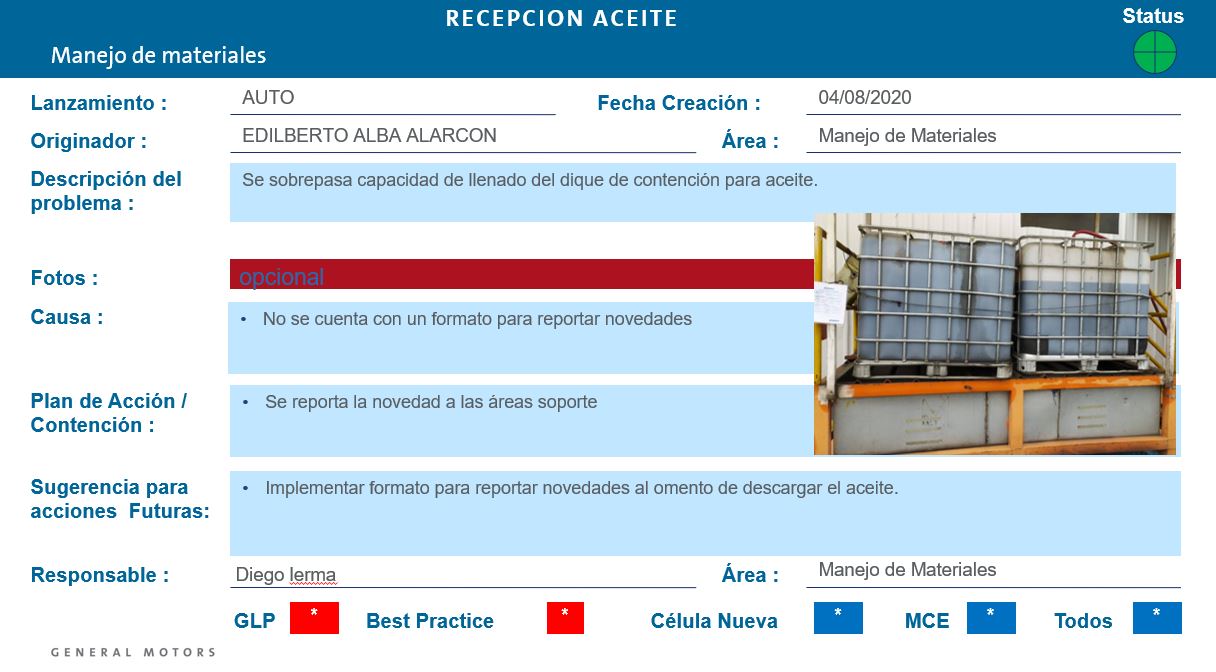 RECEPCION ACEITE
Status
Manejo de materiales
Lanzamiento :
AUTO
Fecha Creación :
04/08/2020
Originador :
EDILBERTO ALBA ALARCON
Área :
Manejo de Materiales
Descripción del
problema :
Se sobrepasa capacidad de llenado del dique de contención para aceite.
Fotos :
opcional
Causa :
• No se cuenta con un formato para reportar novedades
Plan de Acción /
Contención :
• Se reporta la novedad a las áreas soporte
Sugerencia para
acciones Futuras:
• Implementar formato para reportar novedades al omento de descargar el aceite.
Responsable :
Diego lerma
Área :
Manejo de Materiales
GLP * Best Practice * Célula Nueva * MCE * Todos *
GENERAL MOTORS